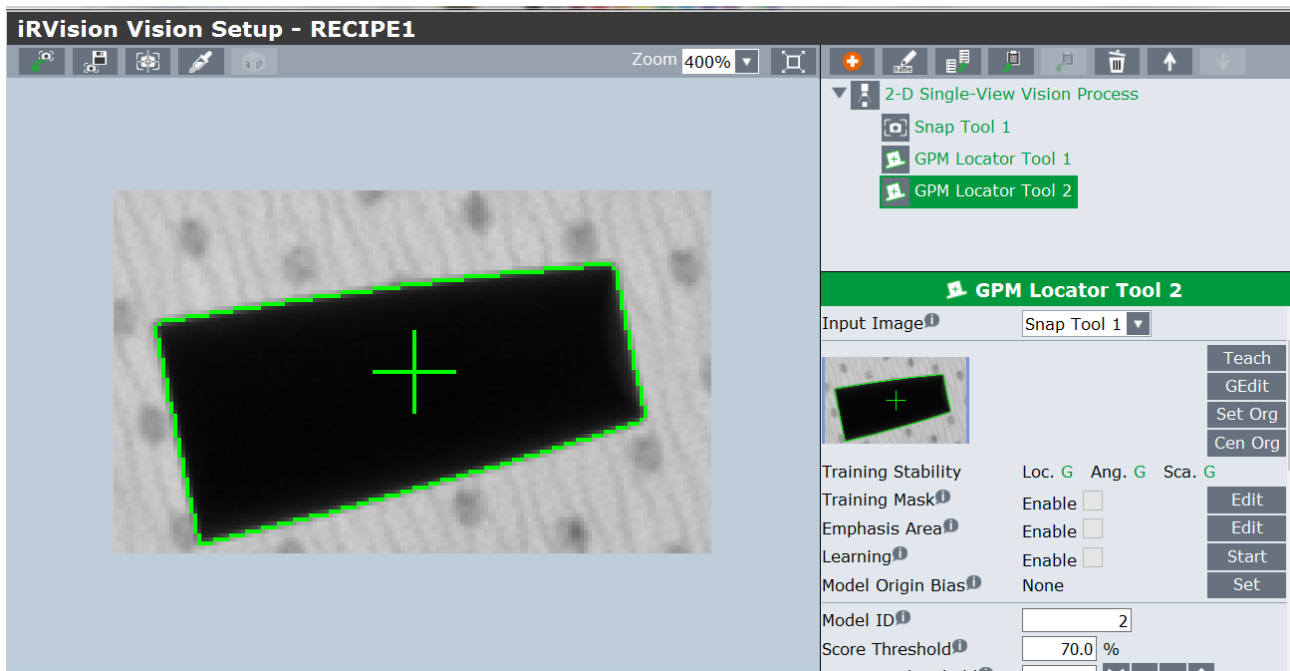 iRVision Vision Setup - RECIPE1
Zoom 400%
2-D Single-View Vision Process
Snap Tool 1
GPM Locator Tool 1
GPM Locator Tool 2
GPM Locator Tool 2
Input Image Snap Tool 1
Teach
GEdit
Set Org
Cen Org
Training Stability Loc. G Ang. G Sca. G
Training Mask Enable Edit
Emphasis Area Enable Edit
Learning Enable Start
Model Origin Bias None Set
Model ID 2
Score Threshold 70.0 %